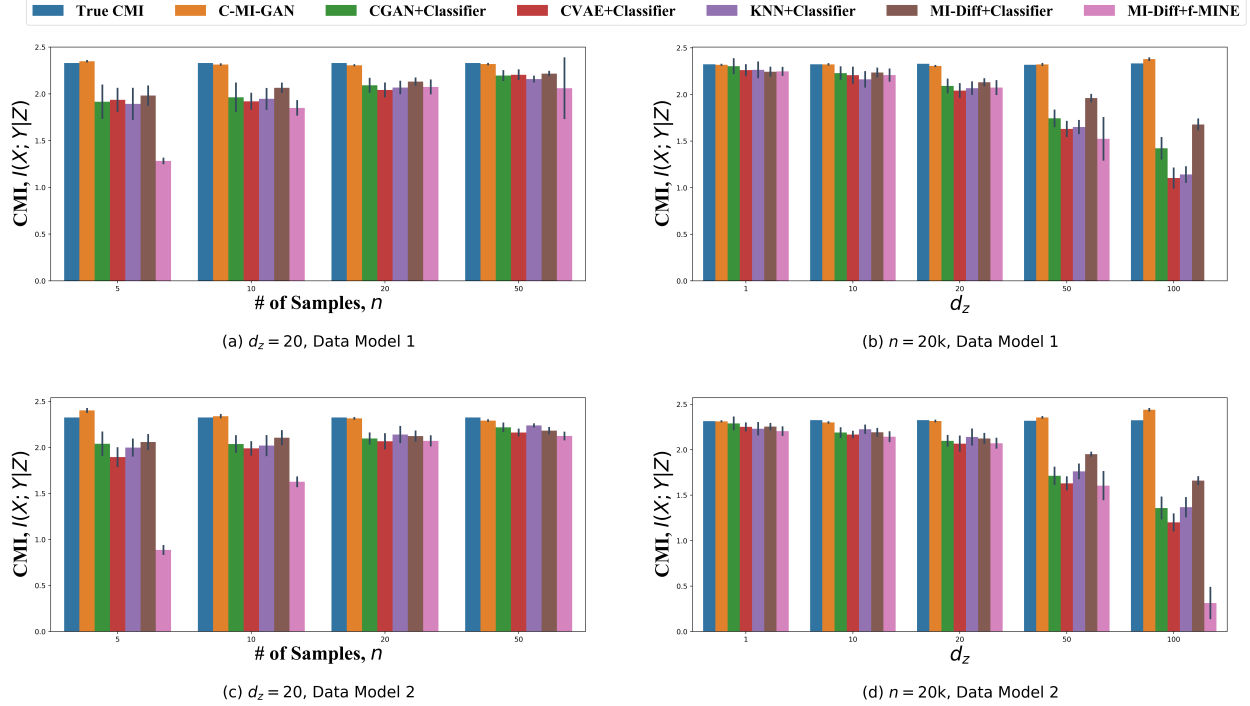 True CMI C-MI-GAN CGAN+Classifier CVAE+Classifier KNN+Classifier MI-Diff+Classifier MI-Diff+f-MINE
CMI, I(X; Y|Z)
2.5
2.0
1.5
1.0
0.5
0.0
5 10 20 50
# of Samples, n
(a) d_z = 20, Data Model 1
CMI, I(X; Y|Z)
2.5
2.0
1.5
1.0
0.5
0.0
1 10 20 50 100
d_z
(b) n = 20k, Data Model 1
CMI, I(X; Y|Z)
2.5
2.0
1.5
1.0
0.5
0.0
5 10 20 50
# of Samples, n
(c) d_z = 20, Data Model 2
CMI, I(X; Y|Z)
2.5
2.0
1.5
1.0
0.5
0.0
1 10 20 50 100
d_z
(d) n = 20k, Data Model 2